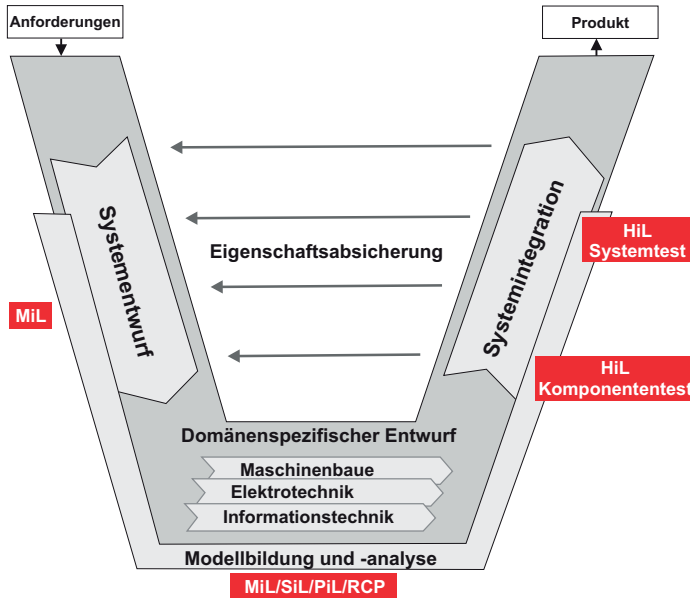 Anforderungen
Produkt
Systementwurf
Eigenschaftsabsicherung
Systemintegration
HiL
Systemtest
MiL
HiL
Komponententest
Domänenspezifischer Entwurf
Maschinenbaue
Elektrotechnik
Informationstechnik
Modellbildung und -analyse
MiL/SiL/PiL/RCP